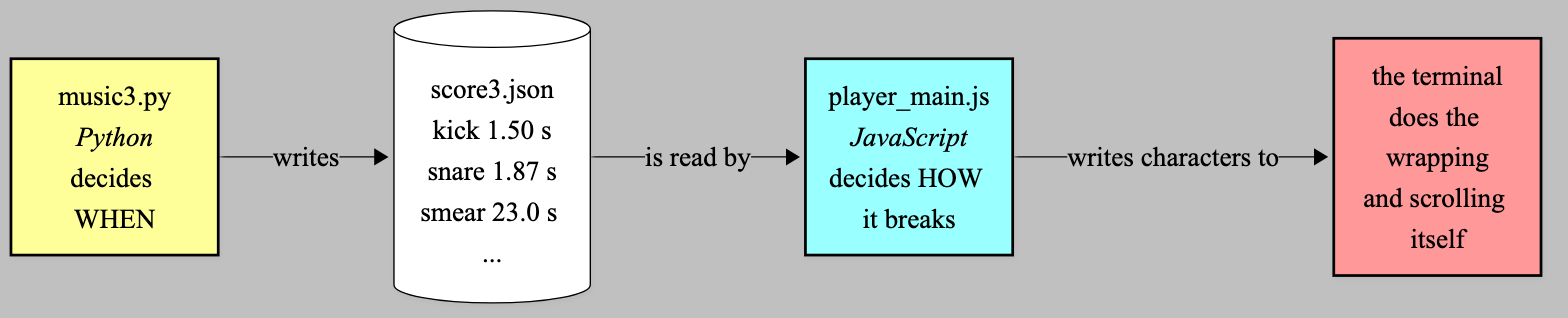 music3.py
Python
decides
WHEN
writes
score3.json
kick 1.50 s
snare 1.87 s
smear 23.0 s
...
is read by
player_main.js
JavaScript
decides HOW
it breaks
writes characters to
the terminal
does the
wrapping
and scrolling
itself